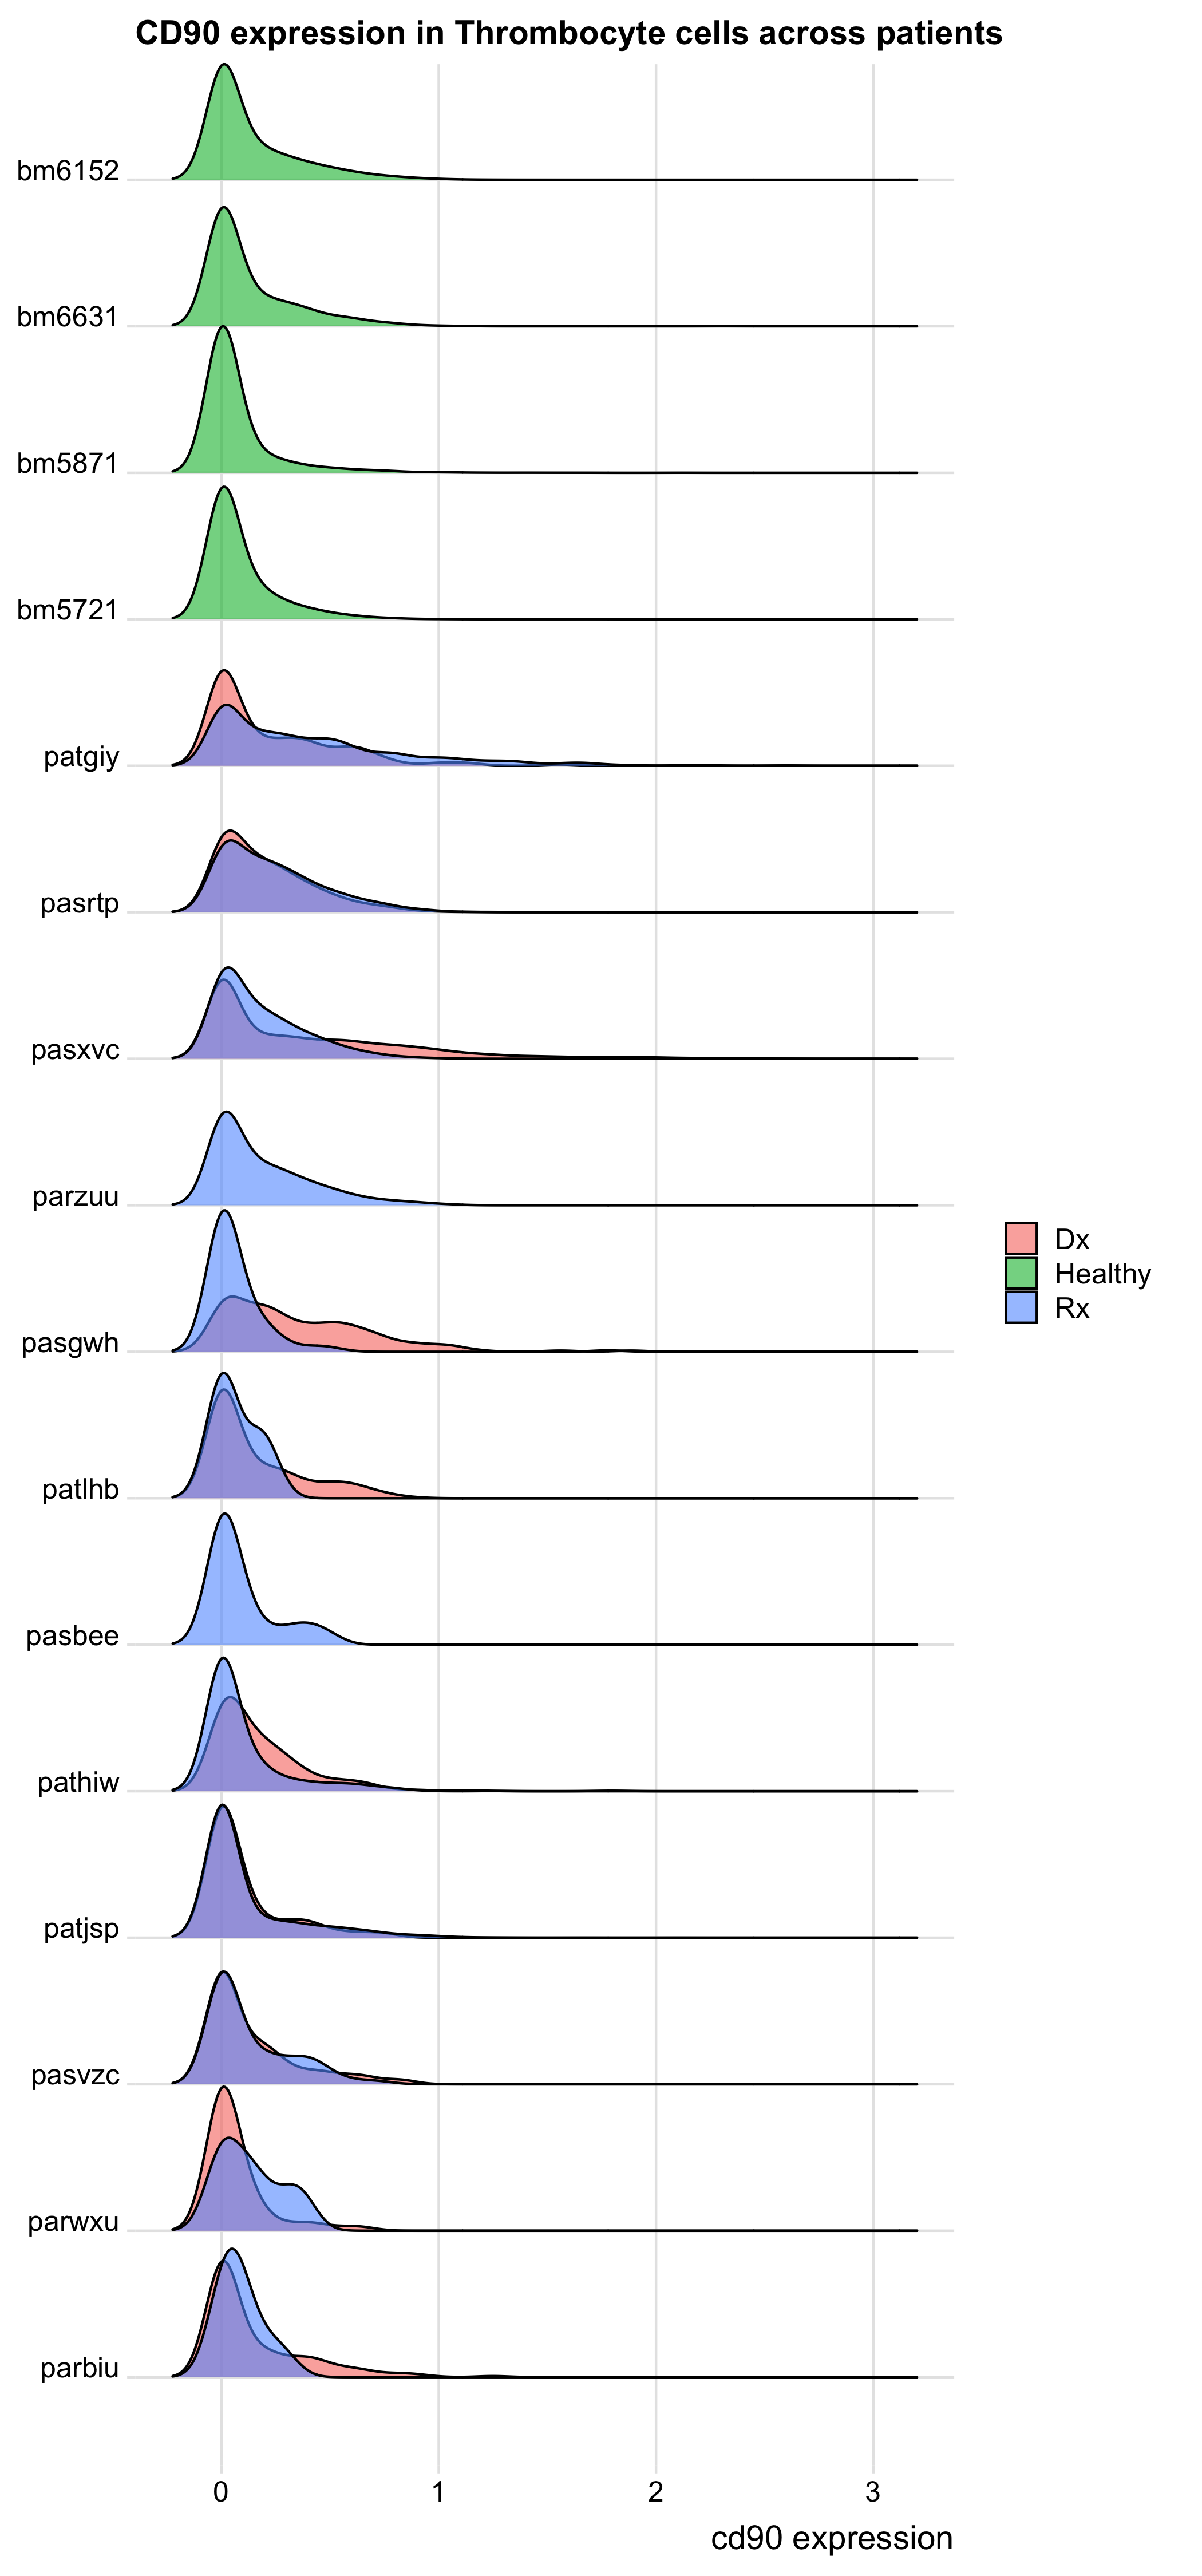 CD90 expression in Thrombocyte cells across patients
bm6152
bm6631
bm5871
bm5721
patgiy
pasrtp
pasxvc
parzuu
pasgwh
patlhb
pasbee
pathiw
patjsp
pasvzc
parwxu
parbiu
0 1 2 3
cd90 expression
Dx
Healthy
Rx